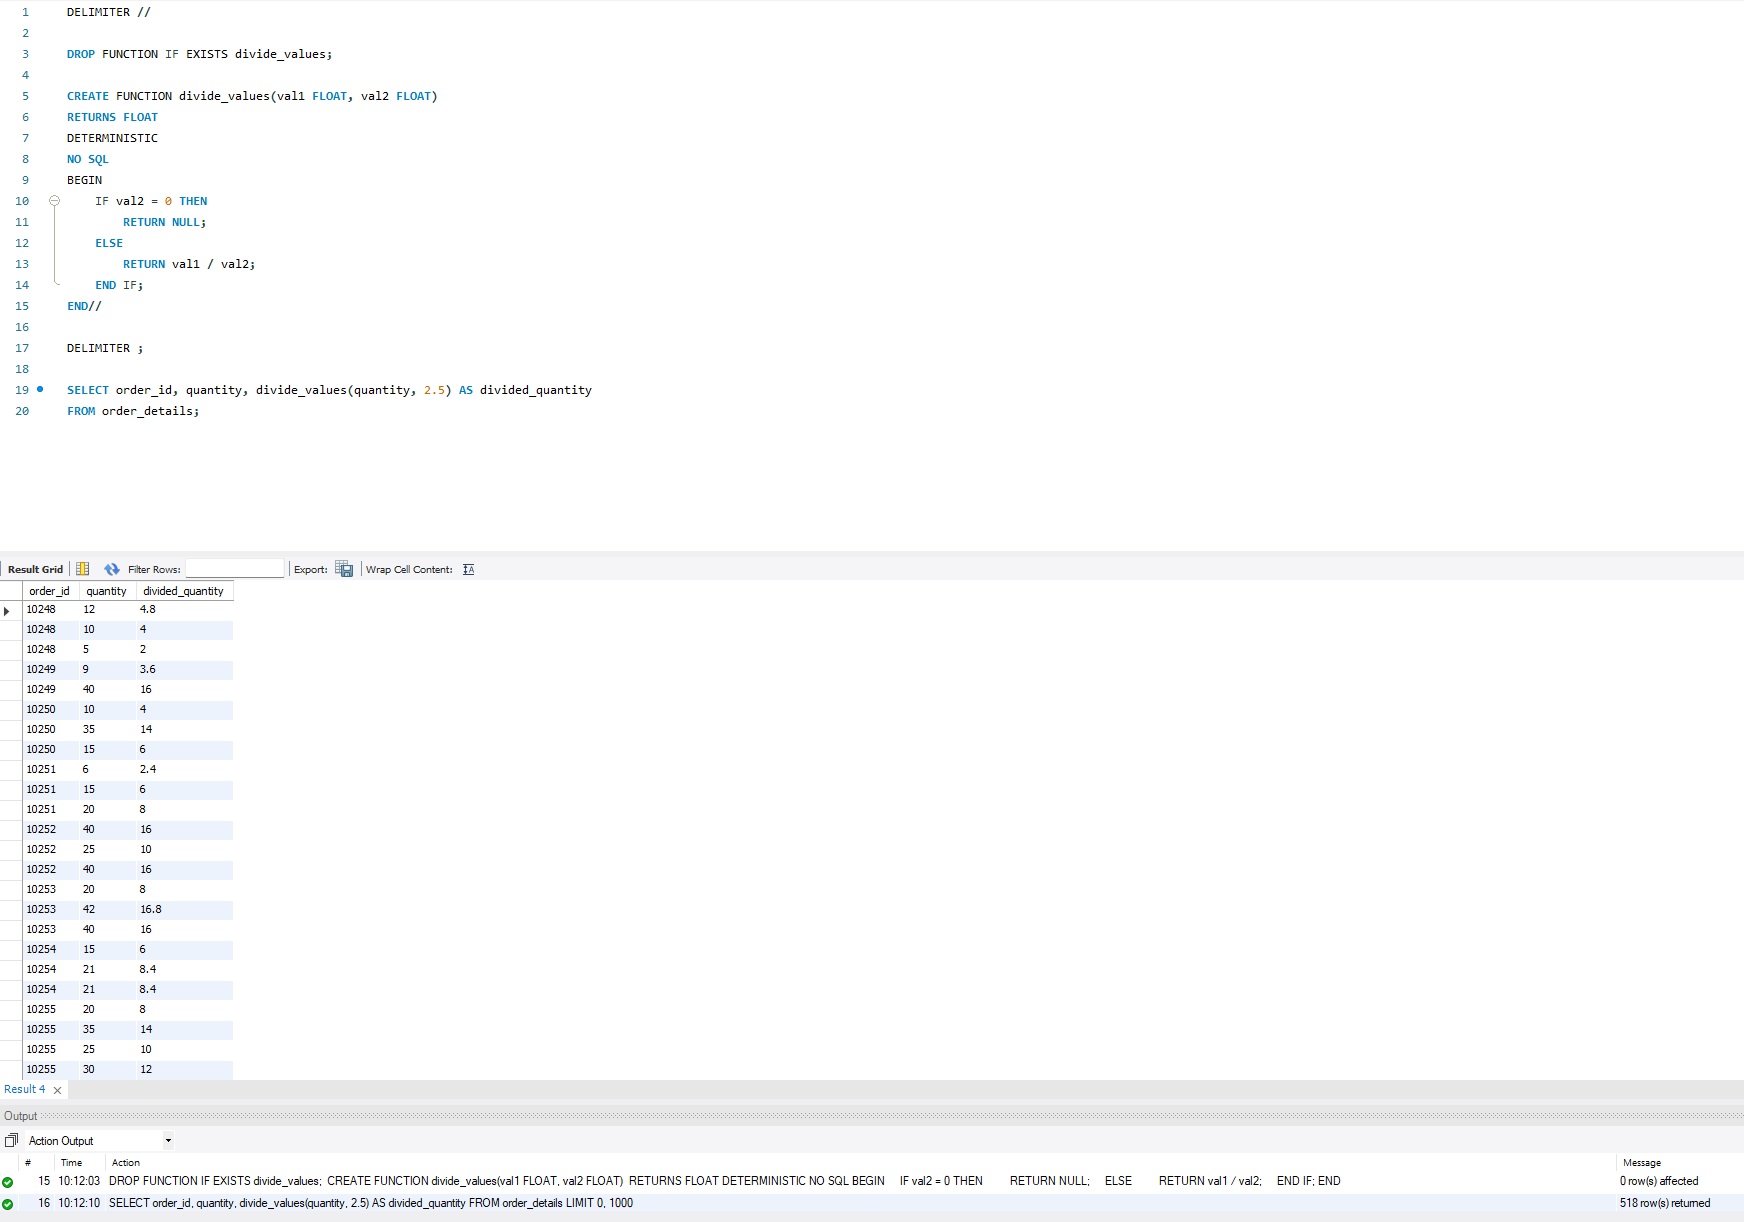 1 DELIMITER //
2
3 DROP FUNCTION IF EXISTS divide_values;
4
5 CREATE FUNCTION divide_values(val1 FLOAT, val2 FLOAT)
6 RETURNS FLOAT
7 DETERMINISTIC
8 NO SQL
9 BEGIN
10 IF val2 = 0 THEN
11 RETURN NULL;
12 ELSE
13 RETURN val1 / val2;
14 END IF;
15 END//
16
17 DELIMITER ;
18
19 SELECT order_id, quantity, divide_values(quantity, 2.5) AS divided_quantity
20 FROM order_details;
Result Grid Filter Rows: Export: Wrap Cell Content:
order_id quantity divided_quantity
10248 12 4.8
10248 10 4
10248 5 2
10249 9 3.6
10249 40 16
10250 10 4
10250 35 14
10250 15 6
10251 6 2.4
10251 15 6
10251 20 8
10252 40 16
10252 25 10
10252 40 16
10253 20 8
10253 42 16.8
10253 40 16
10254 15 6
10254 21 8.4
10254 21 8.4
10255 20 8
10255 35 14
10255 25 10
10255 30 12
Result 4
Output
Action Output
# Time Action Message
15 10:12:03 DROP FUNCTION IF EXISTS divide_values; CREATE FUNCTION divide_values(val1 FLOAT, val2 FLOAT) RETURNS FLOAT DETERMINISTIC NO SQL BEGIN IF val2 = 0 THEN RETURN NULL; ELSE RETURN val1 / val2; END IF; END 0 row(s) affected
16 10:12:10 SELECT order_id, quantity, divide_values(quantity, 2.5) AS divided_quantity FROM order_details LIMIT 0, 1000 518 row(s) returned